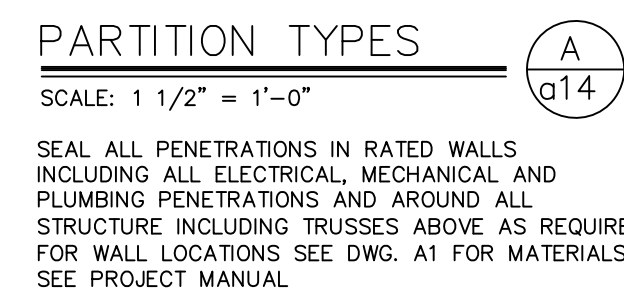 PARTITION TYPES
A
a14
SCALE: 1 1/2" = 1'-0"
SEAL ALL PENETRATIONS IN RATED WALLS
INCLUDING ALL ELECTRICAL, MECHANICAL AND
PLUMBING PENETRATIONS AND AROUND ALL
STRUCTURE INCLUDING TRUSSES ABOVE AS REQUIRE
FOR WALL LOCATIONS SEE DWG. A1 FOR MATERIALS
SEE PROJECT MANUAL